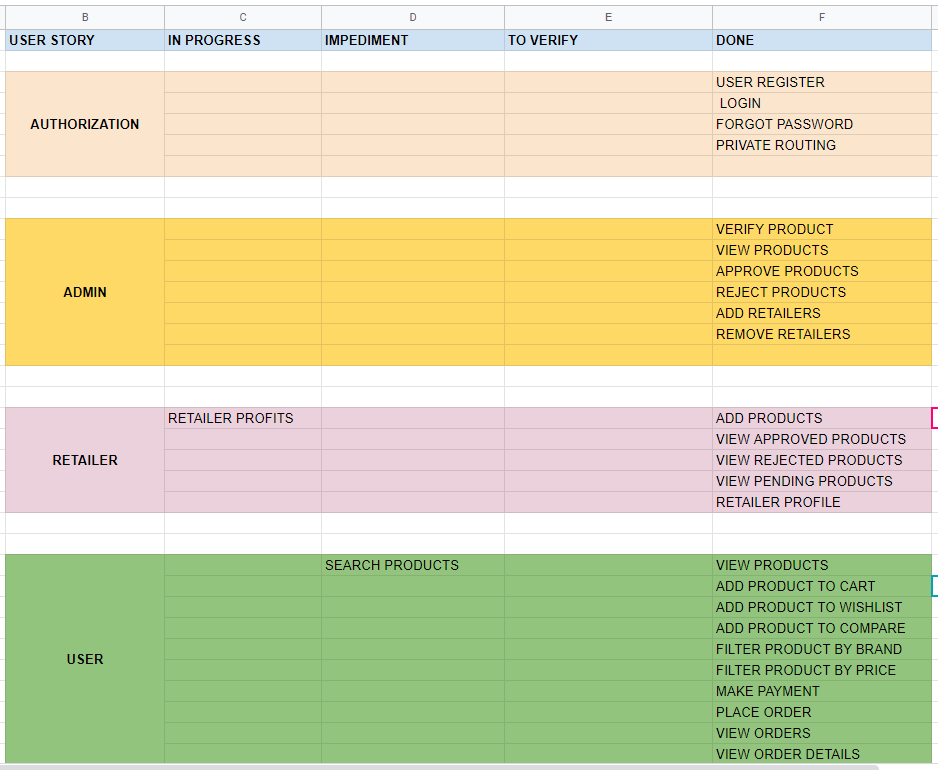 B C D E F
USER STORY IN PROGRESS IMPEDIMENT TO VERIFY DONE
USER REGISTER
LOGIN
AUTHORIZATION FORGOT PASSWORD
PRIVATE ROUTING
VERIFY PRODUCT
VIEW PRODUCTS
APPROVE PRODUCTS
ADMIN REJECT PRODUCTS
ADD RETAILERS
REMOVE RETAILERS
RETAILER PROFITS ADD PRODUCTS
VIEW APPROVED PRODUCTS
RETAILER VIEW REJECTED PRODUCTS
VIEW PENDING PRODUCTS
RETAILER PROFILE
SEARCH PRODUCTS VIEW PRODUCTS
ADD PRODUCT TO CART
ADD PRODUCT TO WISHLIST
ADD PRODUCT TO COMPARE
FILTER PRODUCT BY BRAND
USER
FILTER PRODUCT BY PRICE
MAKE PAYMENT
PLACE ORDER
VIEW ORDERS
VIEW ORDER DETAILS